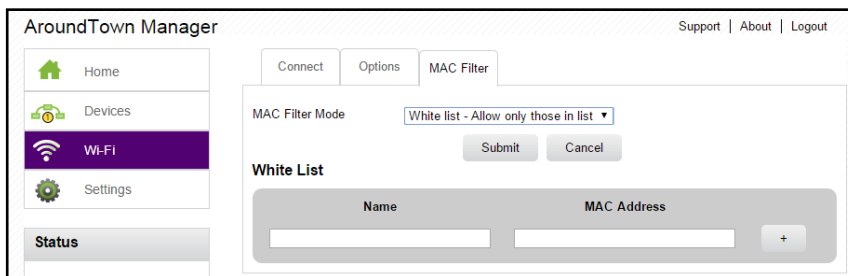 AroundTown Manager
Support | About | Logout
Home
Devices
Wi-Fi
Settings
Status
Connect
Options
MAC Filter
MAC Filter Mode
White list - Allow only those in list
Submit
Cancel
White List
Name
MAC Address
+